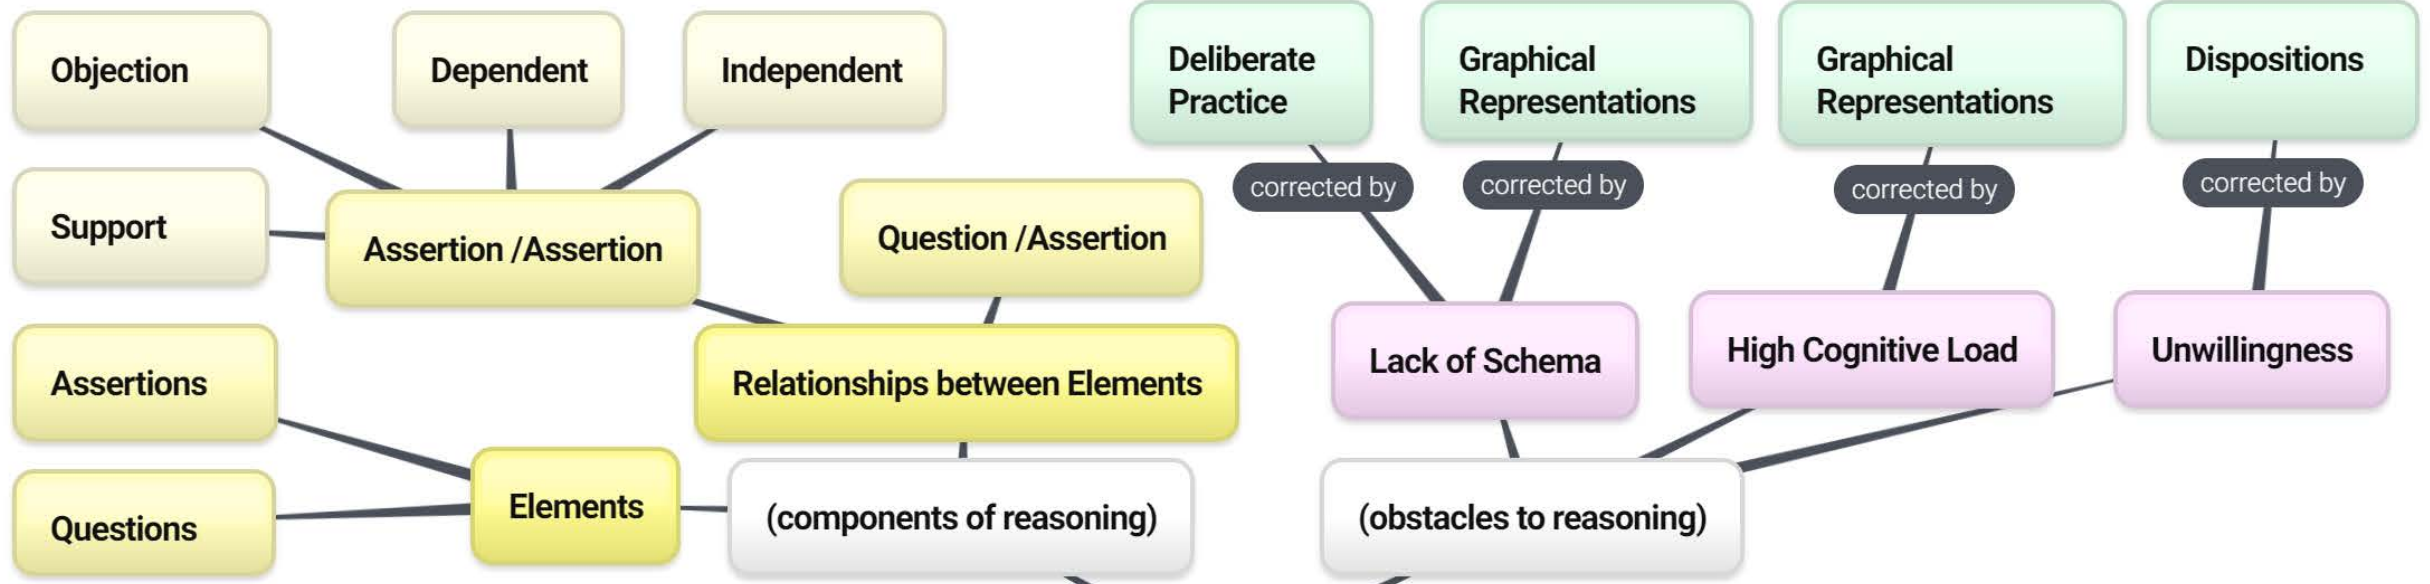 Objection
Dependent
Independent
Deliberate
Practice
Graphical
Representations
Graphical
Representations
Dispositions
corrected by
corrected by
corrected by
corrected by
Support
Assertion /Assertion
Question /Assertion
Assertions
Relationships between Elements
Lack of Schema
High Cognitive Load
Unwillingness
Questions
Elements
(components of reasoning)
(obstacles to reasoning)